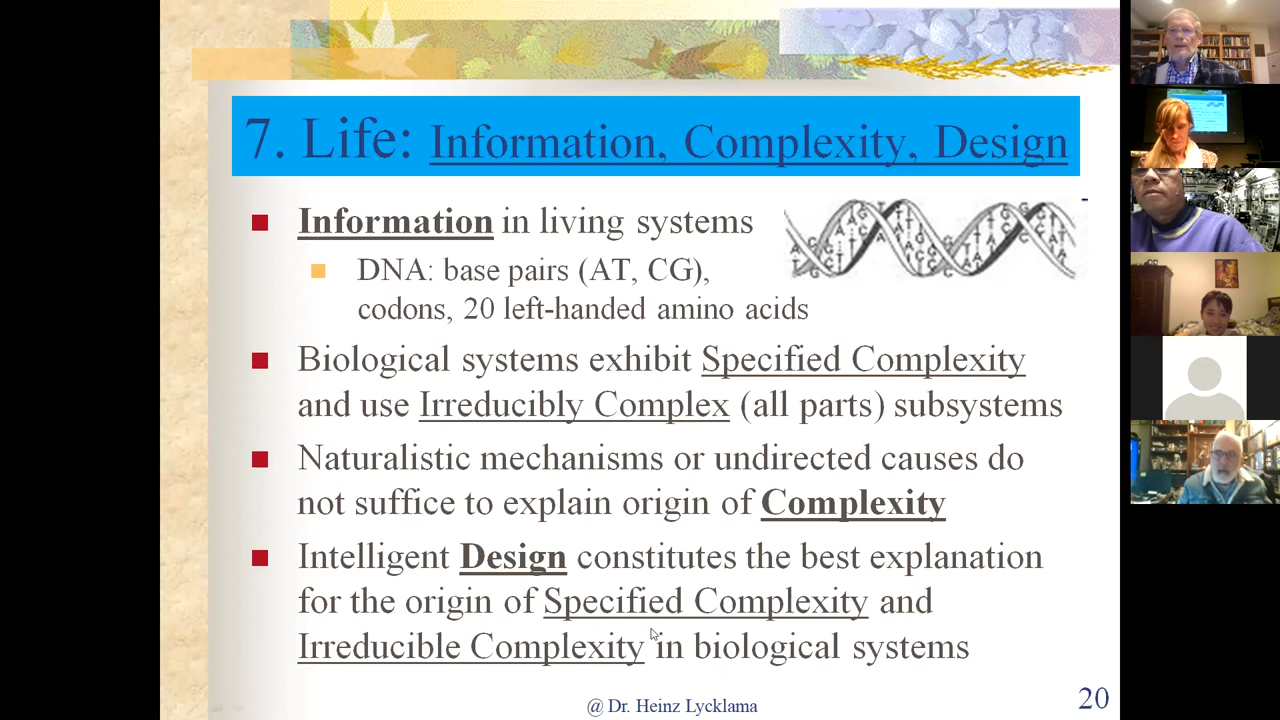 7. Life: Information, Complexity, Design
Information in living systems
DNA: base pairs (AT, CG),
codons, 20 left-handed amino acids
Biological systems exhibit Specified Complexity
and use Irreducibly Complex (all parts) subsystems
Naturalistic mechanisms or undirected causes do
not suffice to explain origin of Complexity
Intelligent Design constitutes the best explanation
for the origin of Specified Complexity and
Irreducible Complexity in biological systems
@ Dr. Heinz Lycklama
20